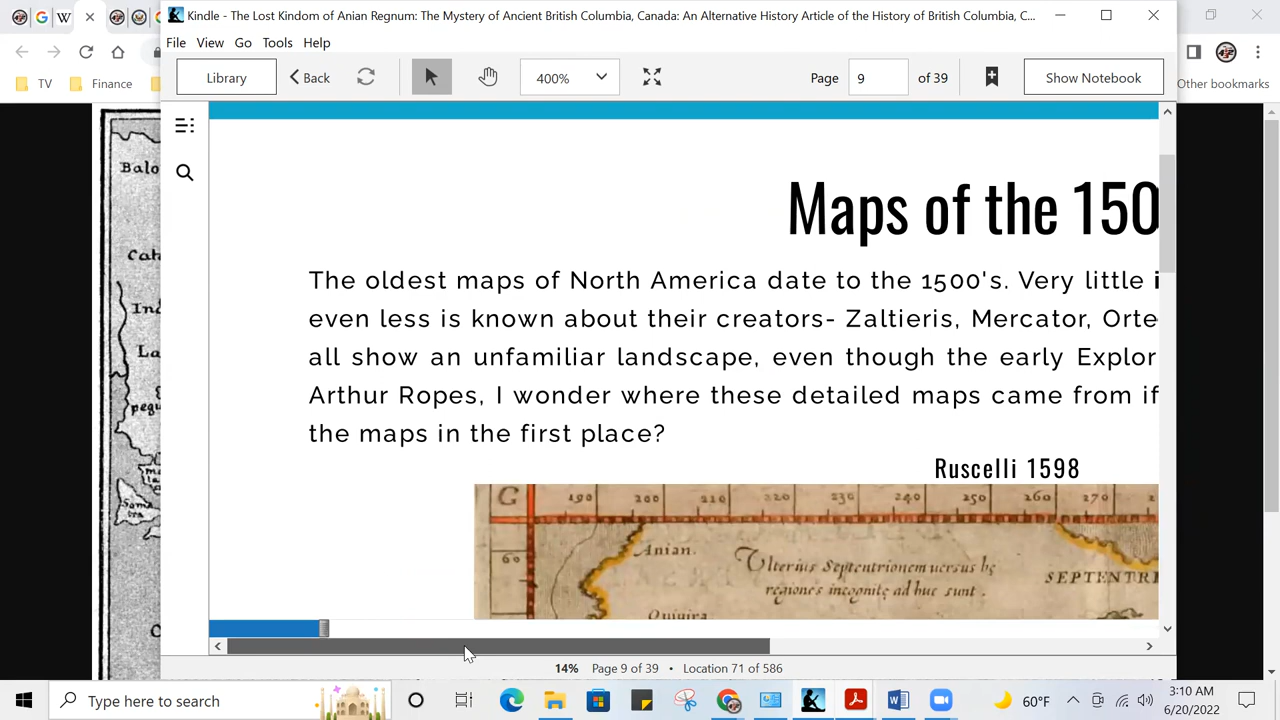 Kindle - The Lost Kindom of Anian Regnum: The Mystery of Ancient British Columbia, Canada: An Alternative History Article of the History of British Columbia, C...
File View Go Tools Help
Library Back 400% Page 9 of 39 Show Notebook
TV Finance Other bookmarks
Maps of the 150
The oldest maps of North America date to the 1500's. Very little i
even less is known about their creators- Zaltieris, Mercator, Orte
all show an unfamiliar landscape, even though the early Explor
Arthur Ropes, I wonder where these detailed maps came from if
the maps in the first place?
Ruscelli 1598
G 190 200 210 220 230 240 250 260 270 2
Anian.
60
Vlterius Septentrionem uersus hę
regiones incognitę ad huc sunt.
SEPTENTRI
Quiuira
Balo
Cat
Ind
La
pegu
Soma
tra
14% Page 9 of 39 • Location 71 of 586
Type here to search
60°F
3:10 AM
6/20/2022